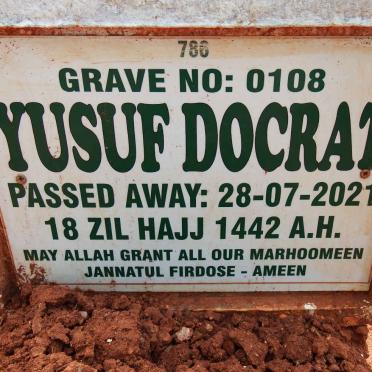 786
GRAVE NO: 0108
YUSUF DOCRAT
PASSED AWAY: 28-07-2021
18 ZIL HAJJ 1442 A.H.
MAY ALLAH GRANT ALL OUR MARHOOMEEN
JANNATUL FIRDOSE - AMEEN